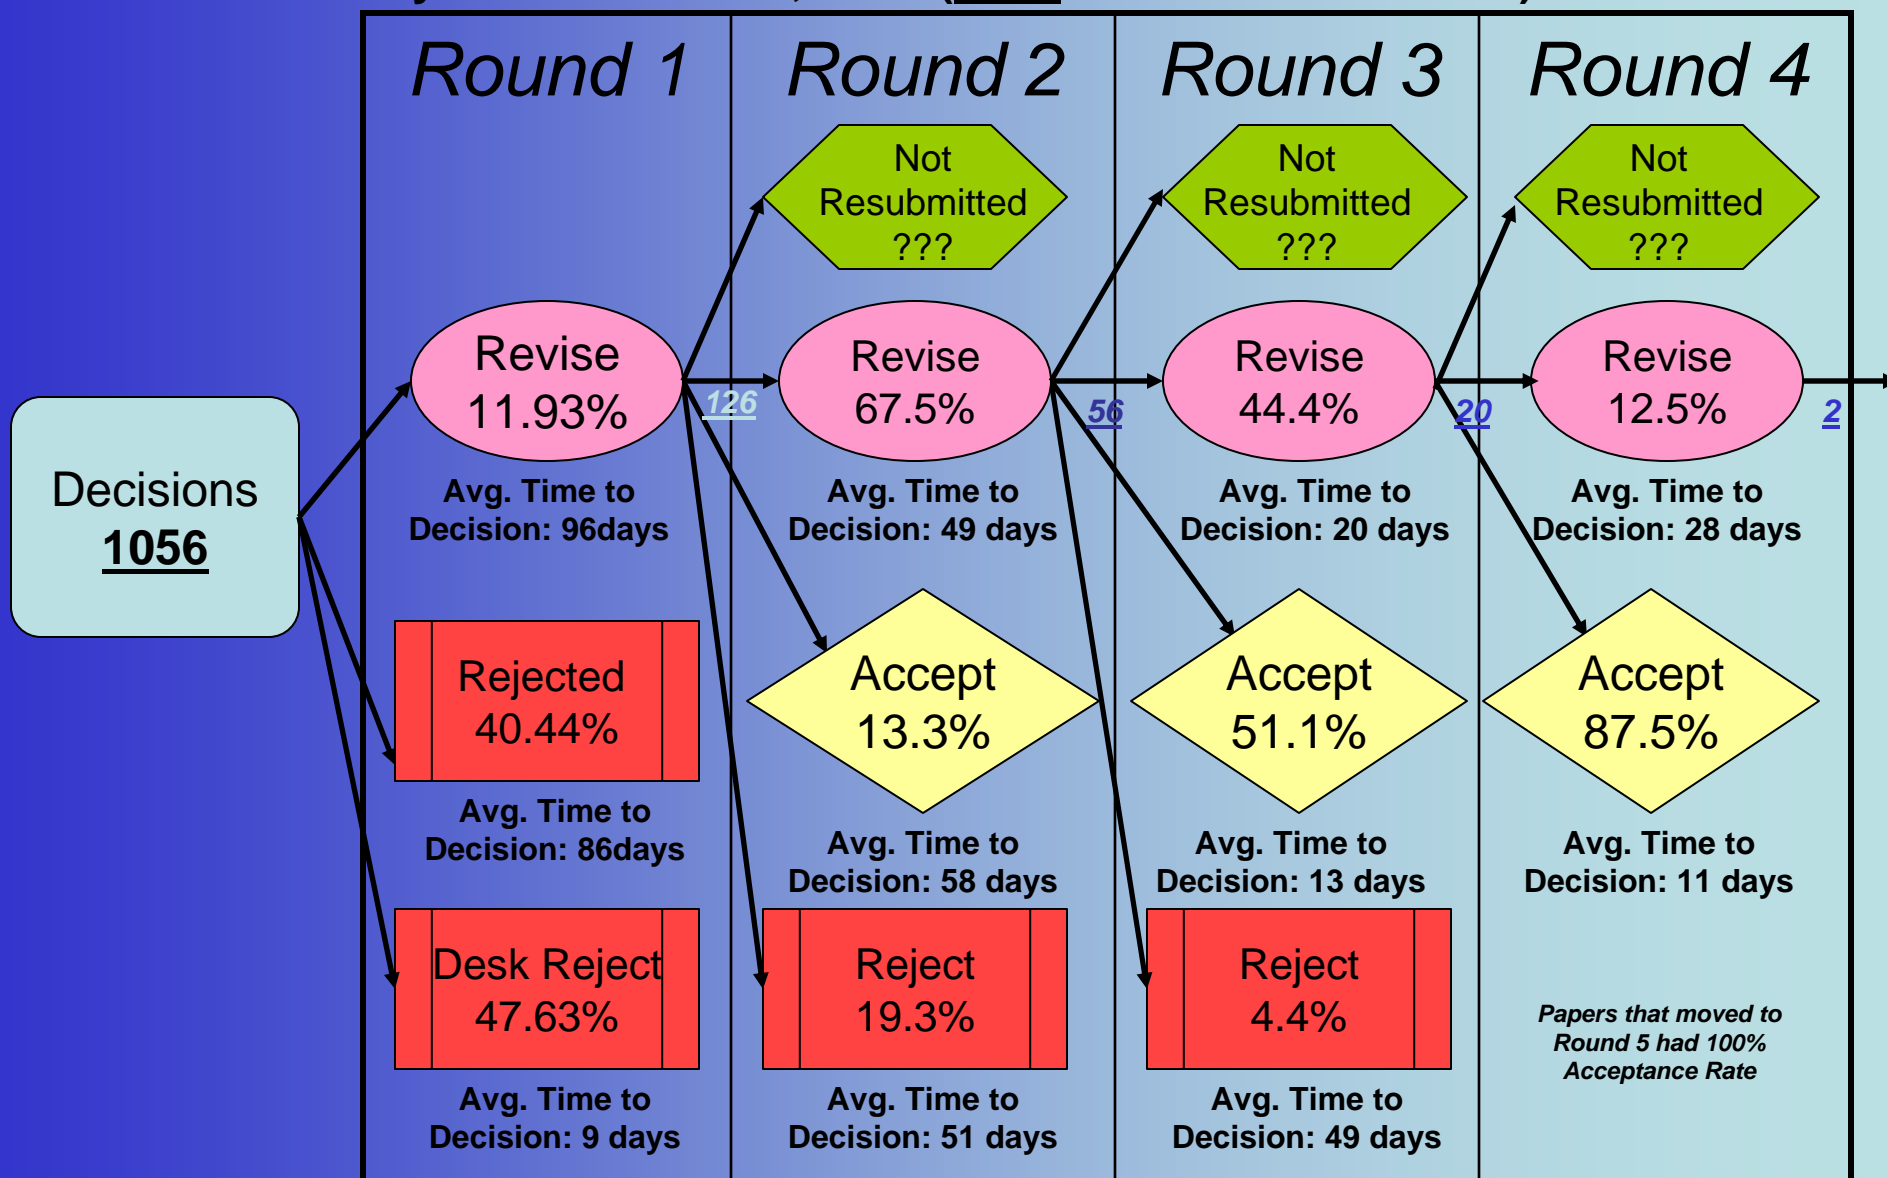 Round 1
Round 2
Round 3
Round 4
Not
Resubmitted
???
Not
Resubmitted
???
Not
Resubmitted
???
Decisions
1056
Revise
11.93%
126
Revise
67.5%
56
Revise
44.4%
20
Revise
12.5%
2
Avg. Time to
Decision: 96days
Avg. Time to
Decision: 49 days
Avg. Time to
Decision: 20 days
Avg. Time to
Decision: 28 days
Rejected
40.44%
Accept
13.3%
Accept
51.1%
Accept
87.5%
Avg. Time to
Decision: 86days
Avg. Time to
Decision: 58 days
Avg. Time to
Decision: 13 days
Avg. Time to
Decision: 11 days
Desk Reject
47.63%
Reject
19.3%
Reject
4.4%
Papers that moved to
Round 5 had 100%
Acceptance Rate
Avg. Time to
Decision: 9 days
Avg. Time to
Decision: 51 days
Avg. Time to
Decision: 49 days